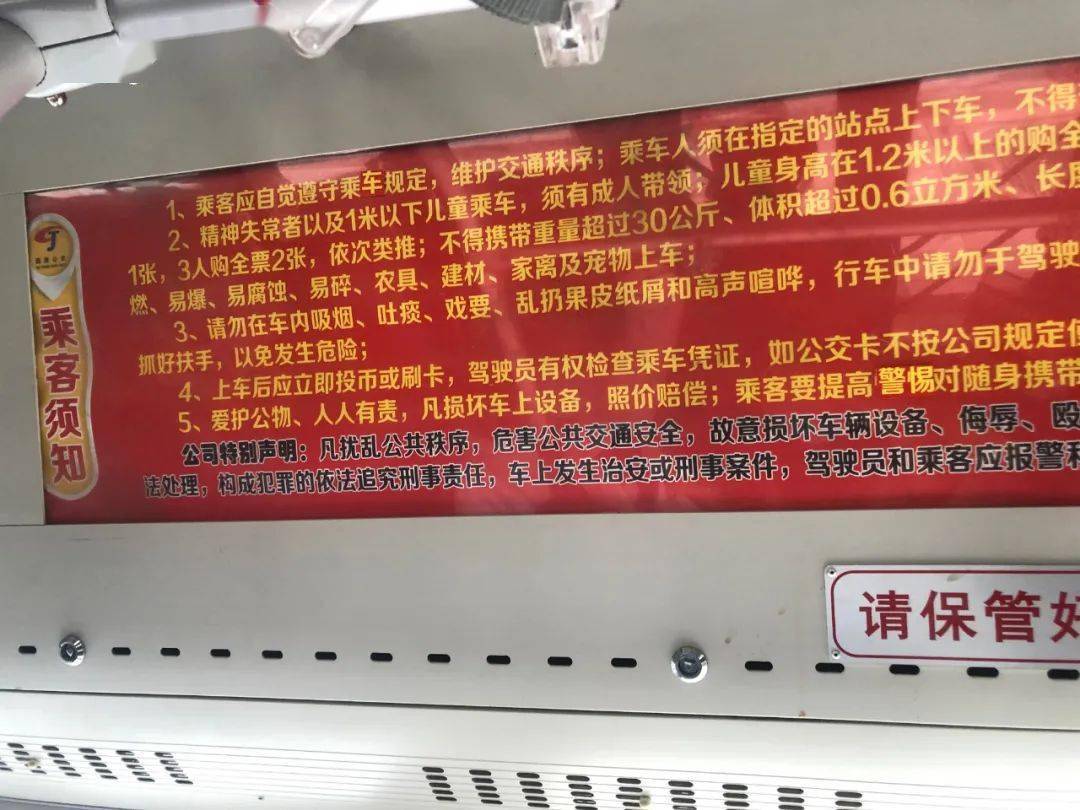 乘客须知
1、乘客应自觉遵守乘车规定，维护交通秩序；乘车人须在指定的站点上下车，不得
2、精神失常者以及1米以下儿童乘车，须有成人带领；儿童身高在1.2米以上的购全
1张，3人购全票2张，依次类推；不得携带重量超过30公斤、体积超过0.6立方米、长度
燃、易爆、易腐蚀、易碎、农具、建材、家离及宠物上车；
3、请勿在车内吸烟、吐痰、戏要、乱扔果皮纸屑和高声喧哗，行车中请勿于驾驶
抓好扶手，以免发生危险；
4、上车后应立即投币或刷卡，驾驶员有权检查乘车凭证，如公交卡不按公司规定使
5、爱护公物、人人有责，凡损坏车上设备，照价赔偿；乘客要提高警惕对随身携带
公司特别声明：凡扰乱公共秩序，危害公共交通安全，故意损坏车辆设备、侮辱、殴
法处理，构成犯罪的依法追究刑事责任，车上发生治安或刑事案件，驾驶员和乘客应报警和
请保管好